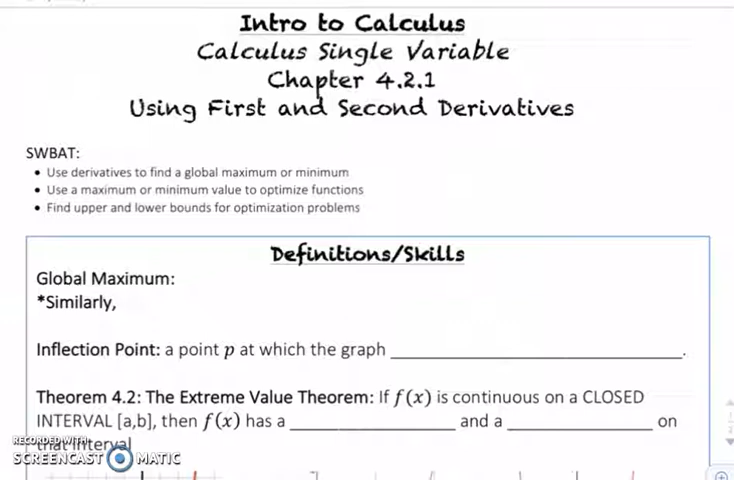 Intro to Calculus
Calculus Single Variable
Chapter 4.2.1
Using First and Second Derivatives
SWBAT:
• Use derivatives to find a global maximum or minimum
• Use a maximum or minimum value to optimize functions
• Find upper and lower bounds for optimization problems
Definitions/Skills
Global Maximum:
*Similarly,
Inflection Point: a point p at which the graph ______________________________.
Theorem 4.2: The Extreme Value Theorem: If f(x) is continuous on a CLOSED
INTERVAL [a,b], then f(x) has a _________________ and a _______________ on
that interval
RECORDED WITH
SCREENCAST MATIC